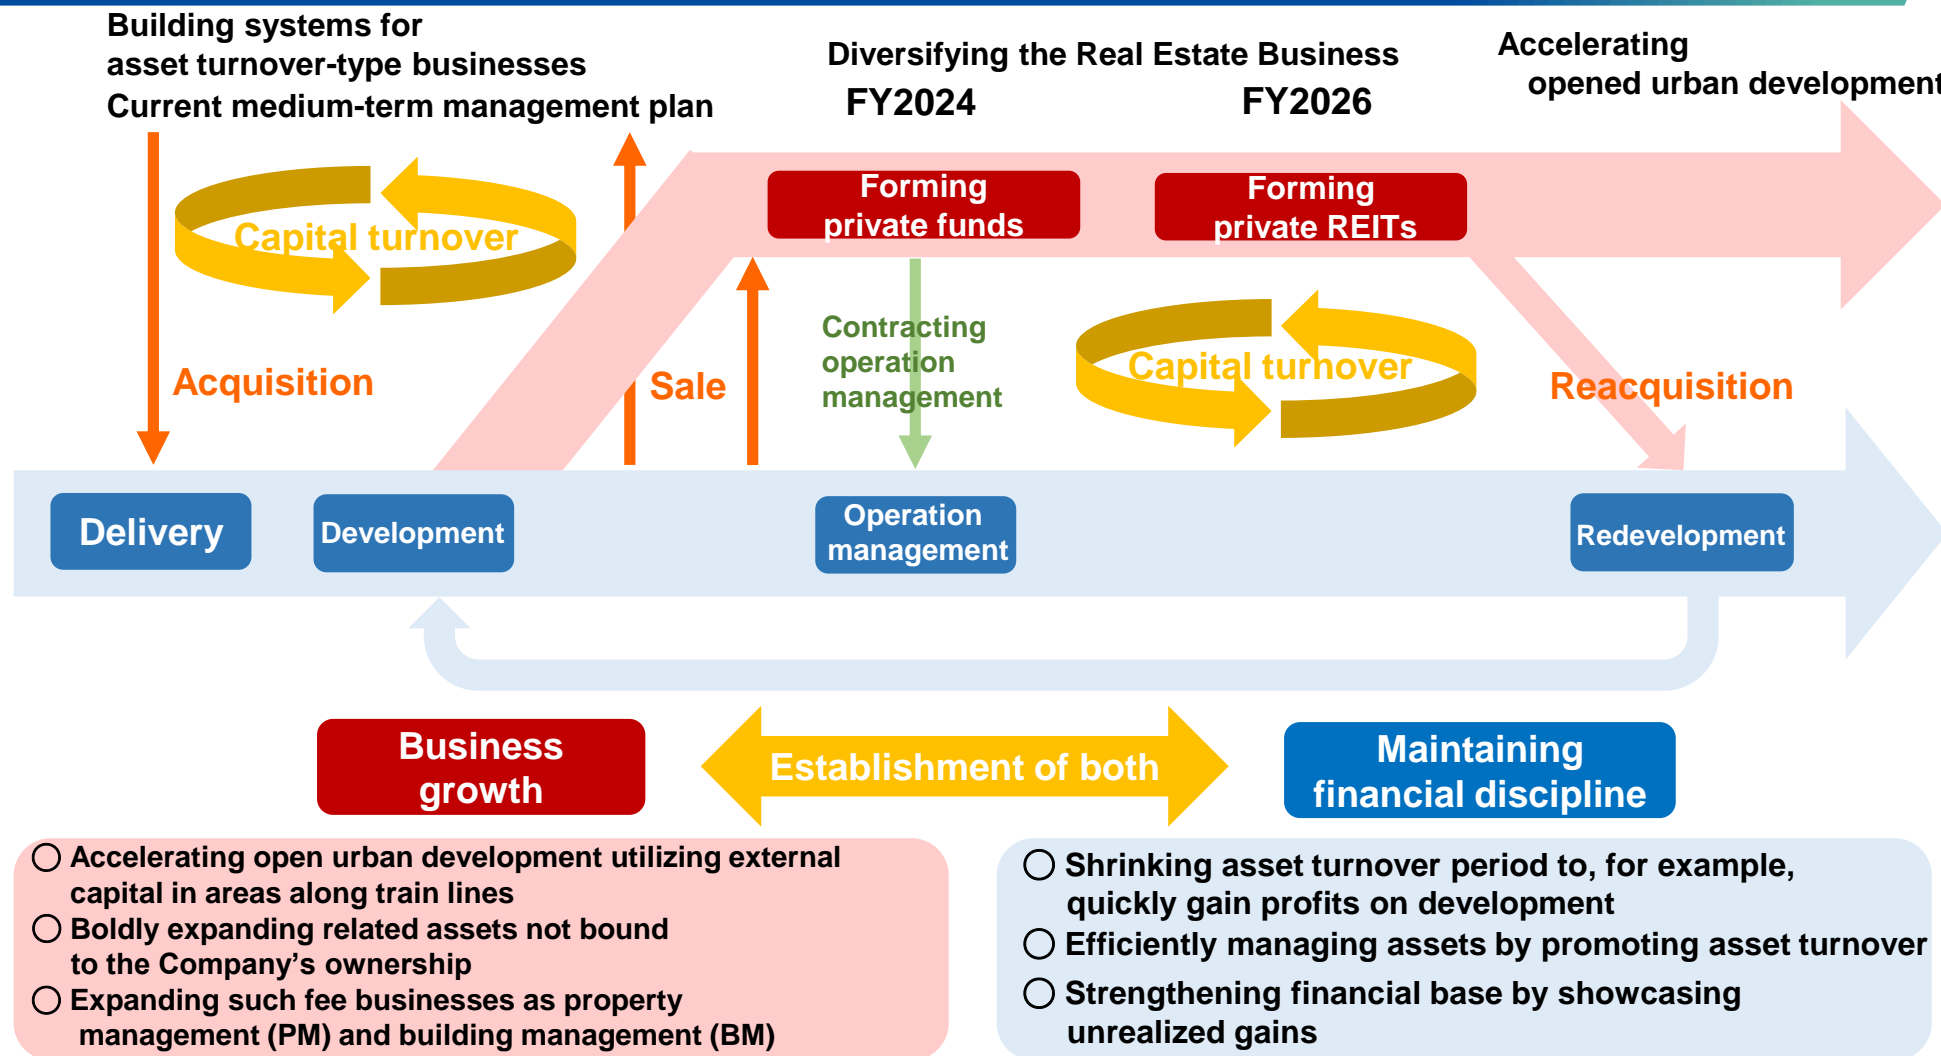 Building systems for
asset turnover-type businesses
Current medium-term management plan
Diversifying the Real Estate Business
FY2024
FY2026
Accelerating
opened urban development
Forming
private funds
Forming
private REITs
Capital turnover
Contracting
operation
management
Capital turnover
Acquisition
Sale
Reacquisition
Delivery
Development
Operation
management
Redevelopment
Business
growth
Establishment of both
Maintaining
financial discipline
○ Accelerating open urban development utilizing external
capital in areas along train lines
○ Boldly expanding related assets not bound
to the Company’s ownership
○ Expanding such fee businesses as property
management (PM) and building management (BM)
○ Shrinking asset turnover period to, for example,
quickly gain profits on development
○ Efficiently managing assets by promoting asset turnover
○ Strengthening financial base by showcasing
unrealized gains